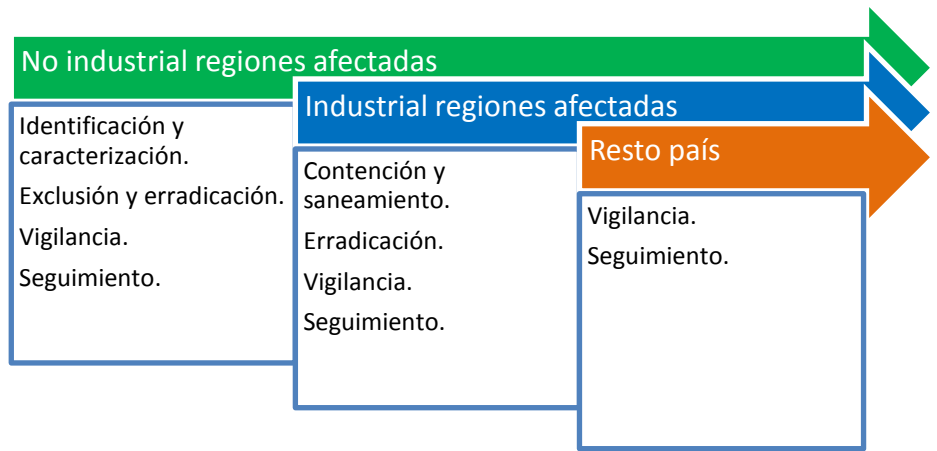 No industrial regiones afectadas
Identificación y
caracterización.
Exclusión y erradicación.
Vigilancia.
Seguimiento.
Industrial regiones afectadas
Contención y
saneamiento.
Erradicación.
Vigilancia.
Seguimiento.
Resto país
Vigilancia.
Seguimiento.